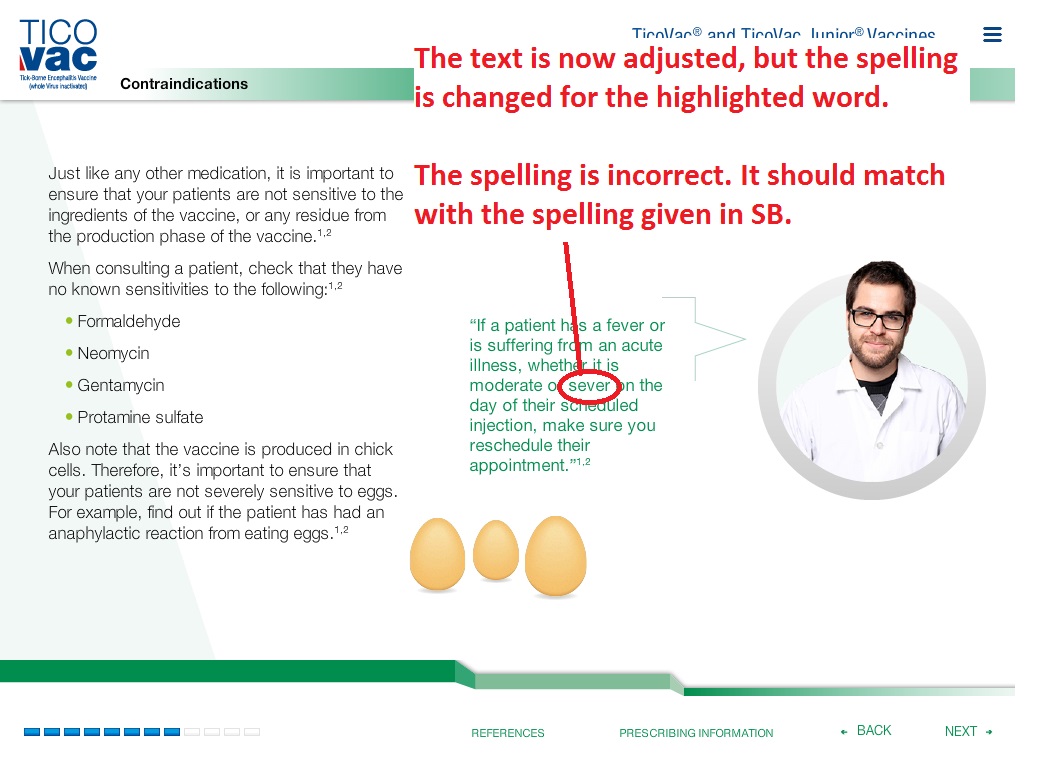 TICO
vac
Tick-Borne Encephalitis Vaccine
(whole Virus inactivated)
TicoVac® and TicoVac Junior® Vaccines
Contraindications
The text is now adjusted, but the spelling
is changed for the highlighted word.
The spelling is incorrect. It should match
with the spelling given in SB.
Just like any other medication, it is important to
ensure that your patients are not sensitive to the
ingredients of the vaccine, or any residue from
the production phase of the vaccine.1,2
When consulting a patient, check that they have
no known sensitivities to the following:1,2
• Formaldehyde
• Neomycin
• Gentamycin
• Protamine sulfate
Also note that the vaccine is produced in chick
cells. Therefore, it’s important to ensure that
your patients are not severely sensitive to eggs.
For example, find out if the patient has had an
anaphylactic reaction from eating eggs.1,2
“If a patient has a fever or
is suffering from an acute
illness, whether it is
moderate or sever on the
day of their scheduled
injection, make sure you
reschedule their
appointment.”1,2
REFERENCES
PRESCRIBING INFORMATION
BACK
NEXT